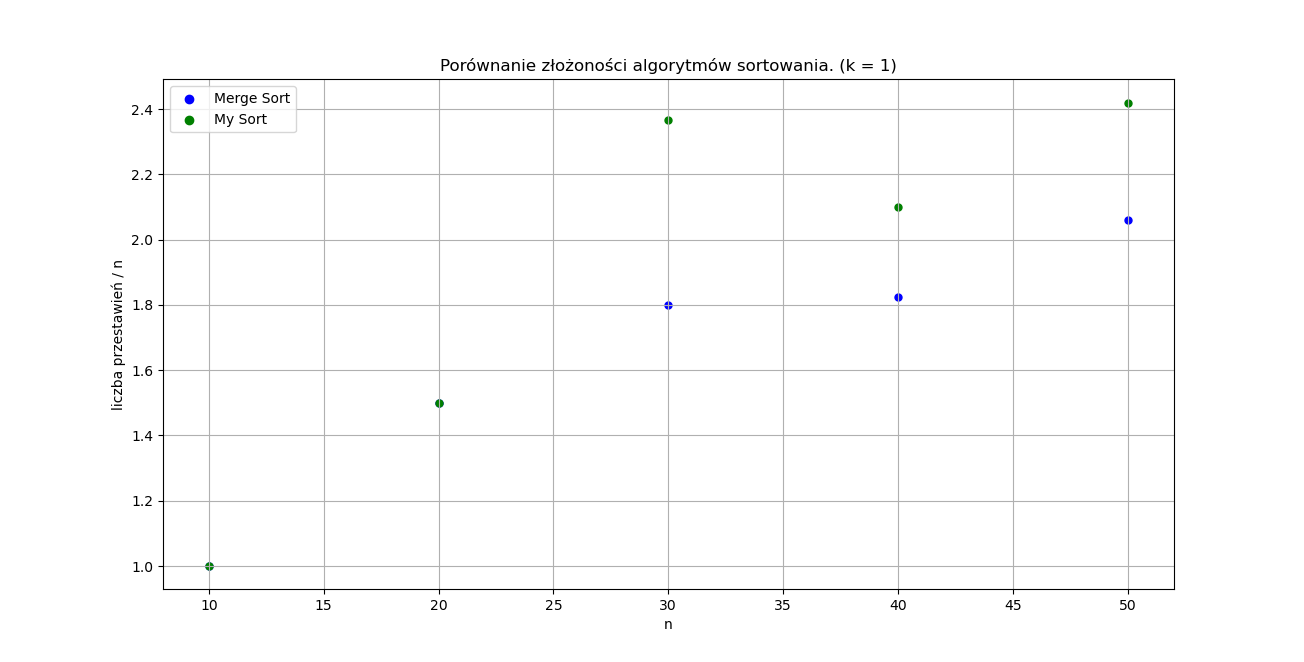 Porównanie złożoności algorytmów sortowania. (k = 1)
Merge Sort
My Sort
liczba przestawień / n
2.4
2.2
2.0
1.8
1.6
1.4
1.2
1.0
10 15 20 25 30 35 40 45 50
n